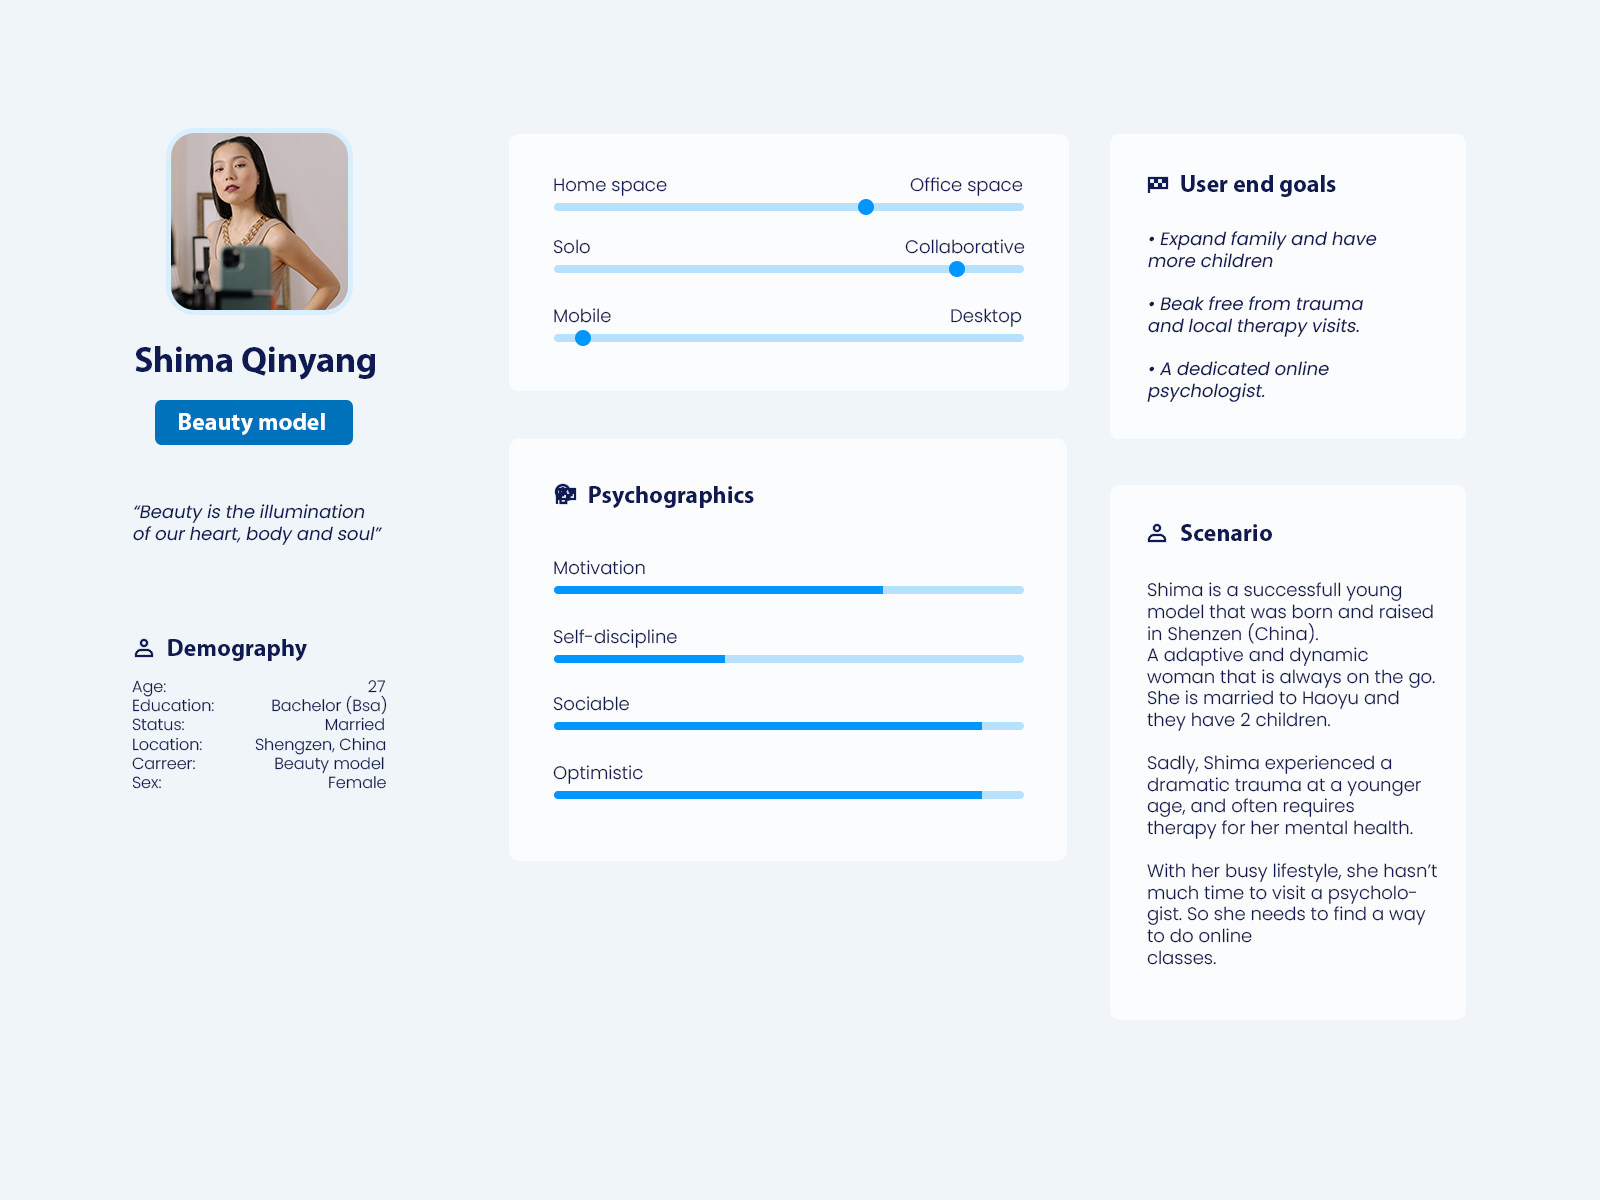 Shima Qinyang
Beauty model
“Beauty is the illumination
of our heart, body and soul”
Demography
Age: 27
Education: Bachelor (Bsa)
Status: Married
Location: Shengzen, China
Carreer: Beauty model
Sex: Female
Home space Office space
Solo Collaborative
Mobile Desktop
Psychographics
Motivation
Self-discipline
Sociable
Optimistic
User end goals
• Expand family and have
more children
• Beak free from trauma
and local therapy visits.
• A dedicated online
psychologist.
Scenario
Shima is a successfull young
model that was born and raised
in Shenzen (China).
A adaptive and dynamic
woman that is always on the go.
She is married to Haoyu and
they have 2 children.
Sadly, Shima experienced a
dramatic trauma at a younger
age, and often requires
therapy for her mental health.
With her busy lifestyle, she hasn’t
much time to visit a psycholo-
gist. So she needs to find a way
to do online
classes.